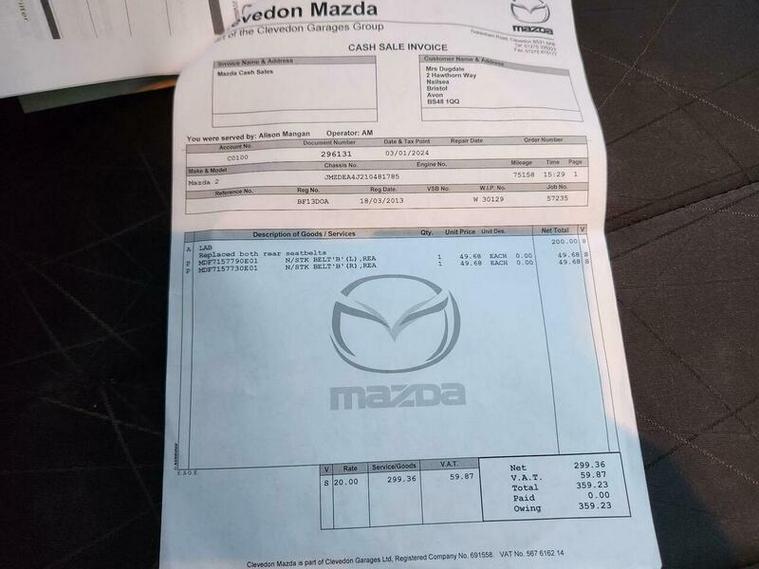 Clevedon Mazda
of the Clevedon Garages Group
mazda
CASH SALE INVOICE
Invoice Name & Address
Mazda Cash Sales
Customer Name & Address
Mrs Dugdale
2 Hawthorn Way
Nailsea
Bristol
Avon
BS48 1QQ
You were served by: Alison Mangan Operator: AM
Account No. Document Number Date & Tax Point Repair Date Order Number
C0100 296131 03/01/2024
Make & Model Chassis No. Engine No. Mileage Time Page
Mazda 2 JMZDEA4J210481785 75158 15:29 1
Reference No. Reg No. Reg Date. VSB No. W.I.P. No. Job No.
BF13DOA 18/03/2013 W 30129 57235
Description of Goods / Services Qty. Unit Price Unit Des. Net Total V
A LAB 200.00 S
Replaced both rear seatbelts
P MDF7157790E01 N/STK BELT'B'(L),REA 1 49.68 EACH 0.00 49.68 S
P MDF7157730E01 N/STK BELT'B'(R),REA 1 49.68 EACH 0.00 49.68 S
mazda
E.&O.E.
V Rate Service/Goods V.A.T.
S 20.00 299.36 59.87
Net 299.36
V.A.T. 59.87
Total 359.23
Paid 0.00
Owing 359.23
Clevedon Mazda is part of Clevedon Garages Ltd, Registered Company No. 691558. VAT No. 567 6162 14